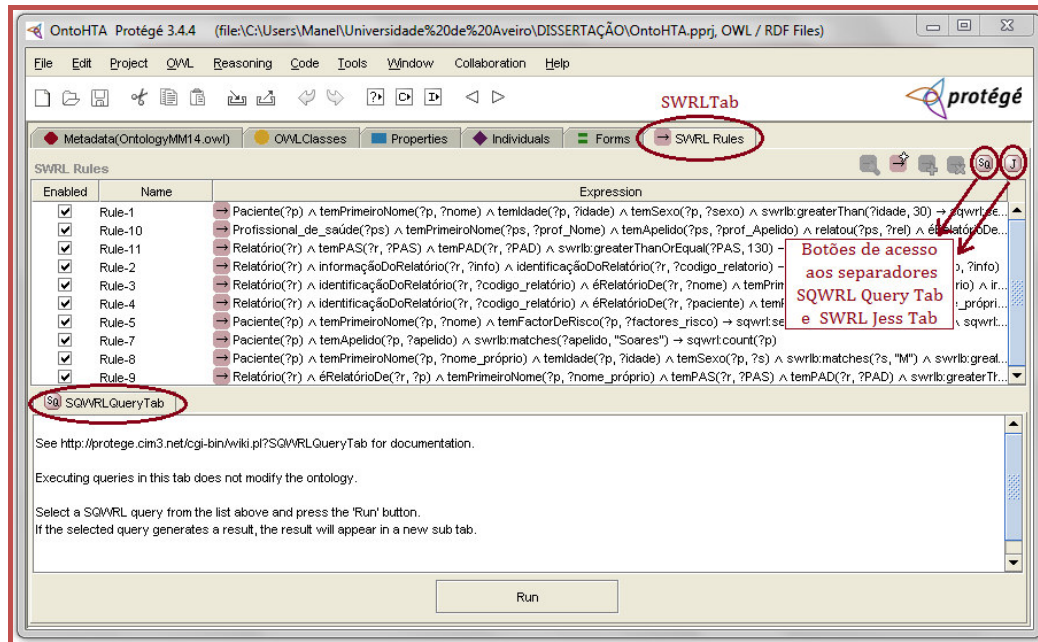 OntoHTA Protégé 3.4.4 (file:\C:\Users\Manel\Universidade%20de%20Aveiro\DISSERTAÇÃO\OntoHTA.pprj, OWL / RDF Files)
File Edit Project OWL Reasoning Code Tools Window Collaboration Help
SWRLTab
protégé
Metadata(OntologyMM14.owl) OWLClasses Properties Individuals Forms → SWRL Rules
SWRL Rules SQ J
Enabled Name Expression
Rule-1 → Paciente(?p) ∧ temPrimeiroNome(?p, ?nome) ∧ temIdade(?p, ?idade) ∧ temSexo(?p, ?sexo) ∧ swrlb:greaterThan(?idade, 30) → sqwrl:se...
Rule-10 → Profissional_de_saúde(?ps) ∧ temPrimeiroNome(?ps, ?prof_Nome) ∧ temApelido(?ps, ?prof_Apelido) ∧ relatou(?ps, ?rel) ∧ éRelatórioDe...
Rule-11 → Relatório(?r) ∧ temPAS(?r, ?PAS) ∧ temPAD(?r, ?PAD) ∧ swrlb:greaterThanOrEqual(?PAS, 130) –
Rule-2 → Relatório(?r) ∧ informaçãoDoRelatório(?r, ?info) ∧ identificaçãoDoRelatório(?r, ?codigo_relatorio) – o, ?info)
Rule-3 → Relatório(?r) ∧ identificaçãoDoRelatório(?r, ?codigo_relatório) ∧ éRelatórioDe(?r, ?nome) ∧ temPrim rio) ∧ ir...
Rule-4 → Relatório(?r) ∧ identificaçãoDoRelatório(?r, ?codigo_relatório) ∧ éRelatórioDe(?r, ?paciente) ∧ temF e_própri...
Rule-5 → Paciente(?p) ∧ temPrimeiroNome(?p, ?nome) ∧ temFactorDeRisco(?p, ?factores_risco) → sqwrl:se ∧ sqwrl:...
Rule-7 → Paciente(?p) ∧ temApelido(?p, ?apelido) ∧ swrlb:matches(?apelido, "Soares") → sqwrl:count(?p)
Rule-8 → Paciente(?p) ∧ temPrimeiroNome(?p, ?nome_próprio) ∧ temIdade(?p, ?idade) ∧ temSexo(?p, ?s) ∧ swrlb:matches(?s, "M") ∧ swrlb:great...
Rule-9 → Relatório(?r) ∧ éRelatórioDe(?r, ?p) ∧ temPrimeiroNome(?p, ?nome_próprio) ∧ temPAS(?r, ?PAS) ∧ temPAD(?r, ?PAD) ∧ swrlb:greaterTh...
Botões de acesso
aos separadores
SQWRL Query Tab
e SWRL Jess Tab
SQ SQWRLQueryTab
See http://protege.cim3.net/cgi-bin/wiki.pl?SQWRLQueryTab for documentation.
Executing queries in this tab does not modify the ontology.
Select a SQWRL query from the list above and press the 'Run' button.
If the selected query generates a result, the result will appear in a new sub tab.
Run